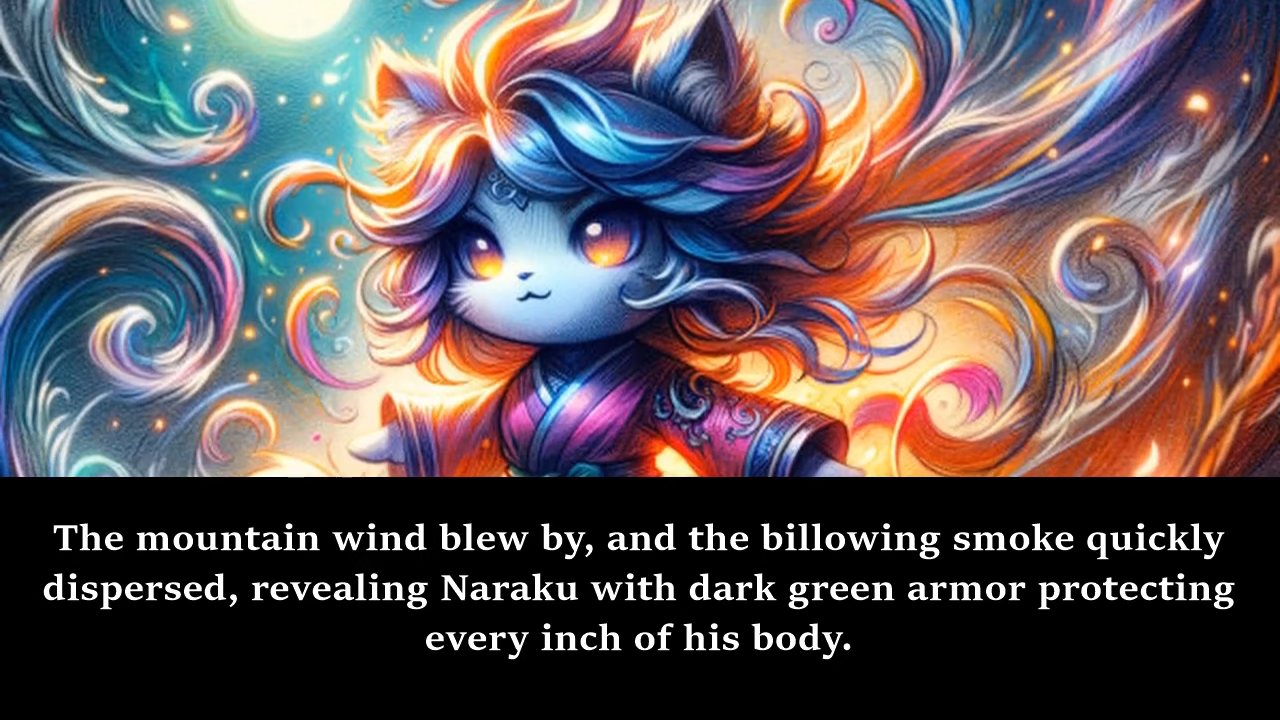 The mountain wind blew by, and the billowing smoke quickly
dispersed, revealing Naraku with dark green armor protecting
every inch of his body.